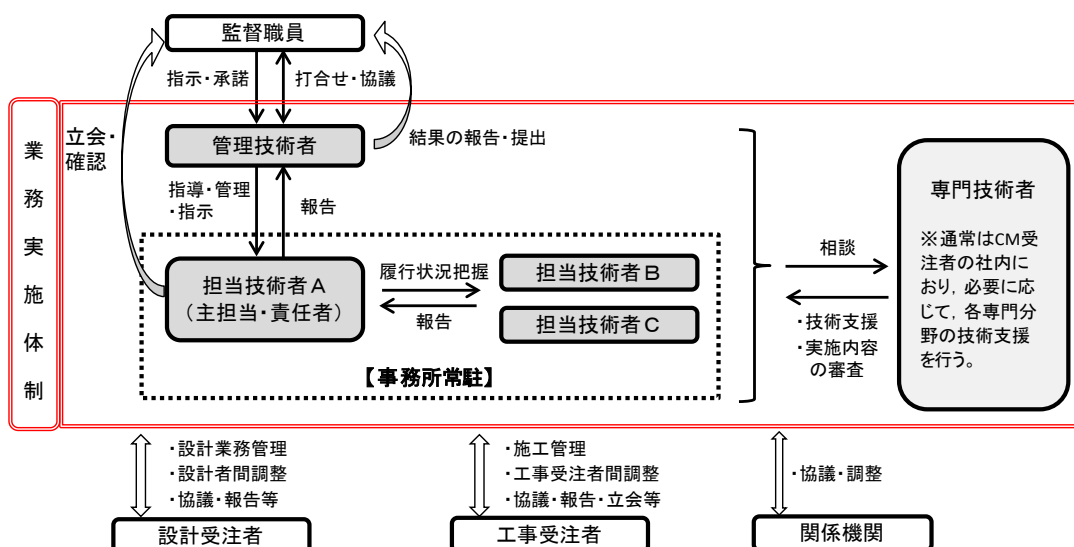 監督職員
指示・承諾
打合せ・協議
業務実施体制
立会・
確認
管理技術者
結果の報告・提出
指導・管理
・指示
報告
担当技術者A
（主担当・責任者）
履行状況把握
報告
担当技術者B
担当技術者C
【事務所常駐】
相談
・技術支援
・実施内容
の審査
専門技術者
※通常はCM受
注者の社内に
おり，必要に応
じて，各専門分
野の技術支援
を行う。
・設計業務管理
・設計者間調整
・協議・報告等
設計受注者
・施工管理
・工事受注者間調整
・協議・報告・立会等
工事受注者
・協議・調整
関係機関